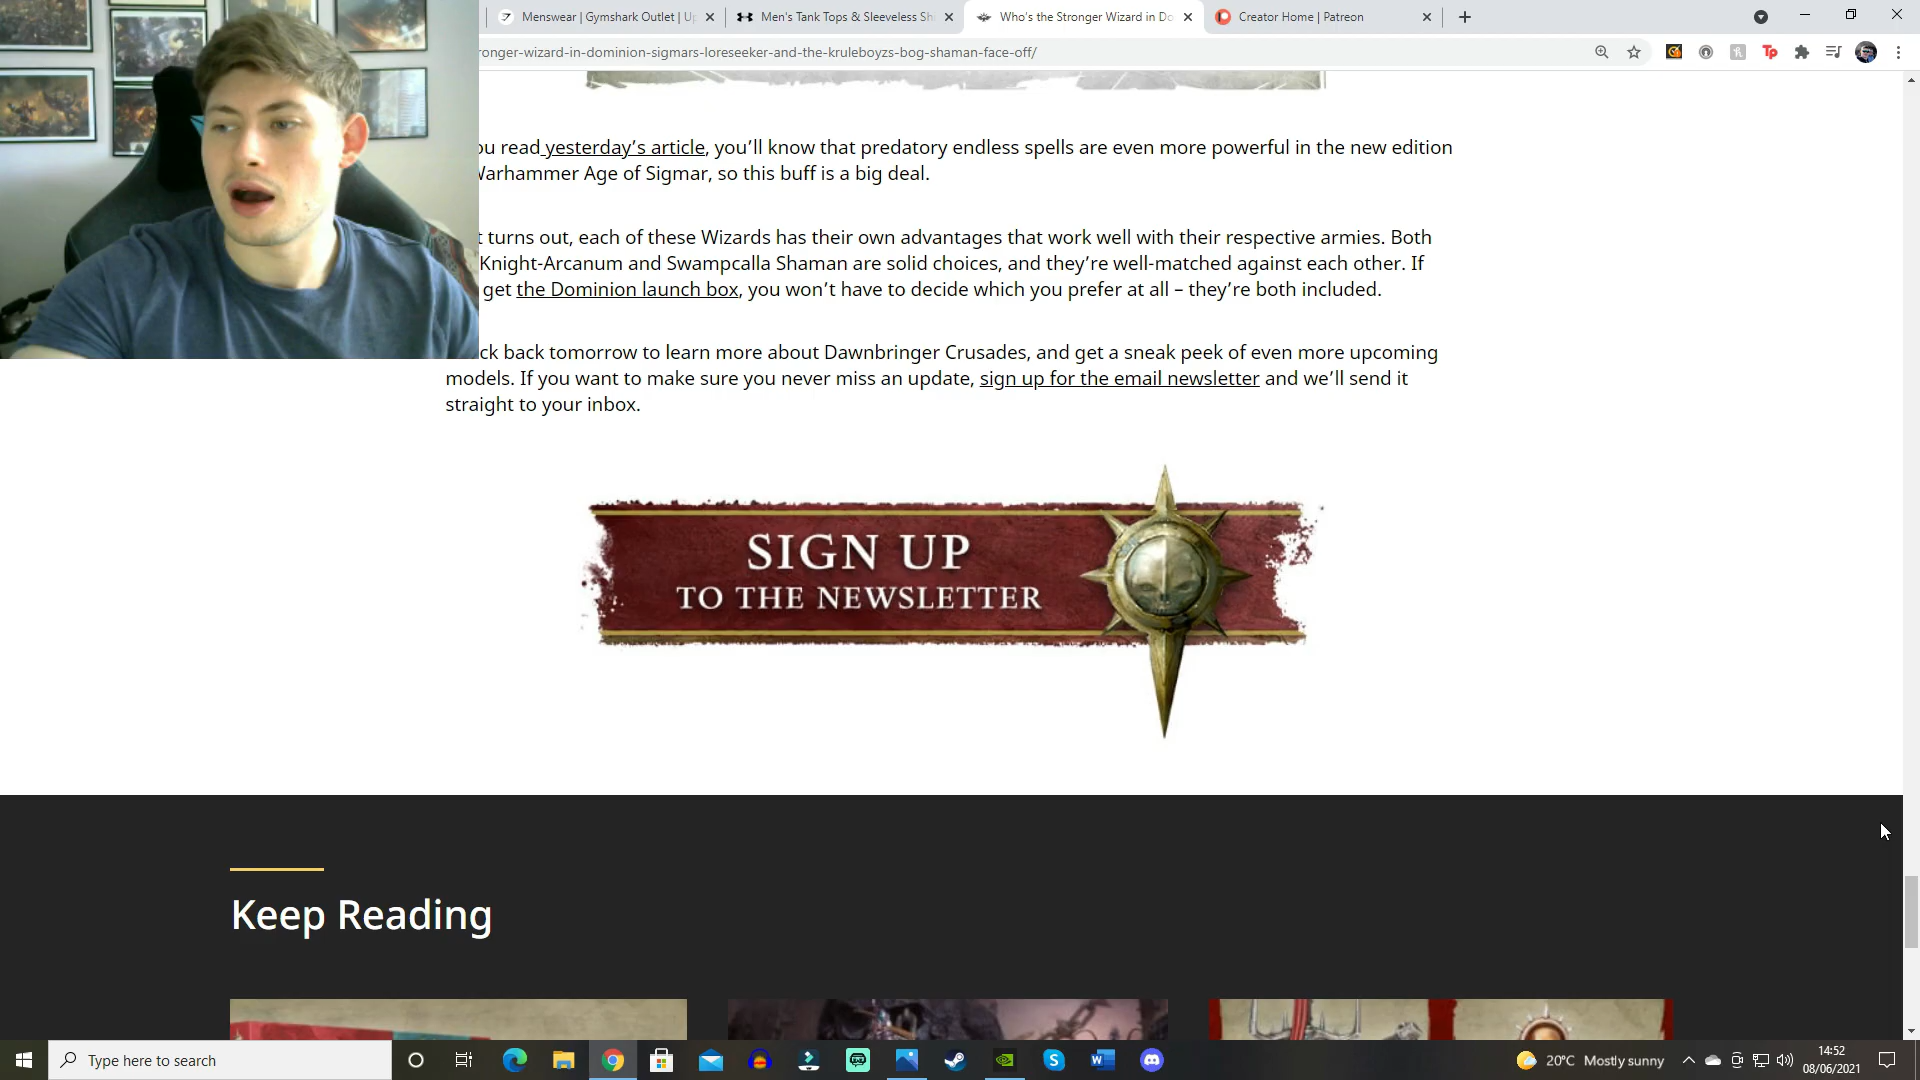 Menswear | Gymshark Outlet | U
Men's Tank Tops & Sleeveless Sh
Who's the Stronger Wizard in Do
Creator Home | Patreon
ronger-wizard-in-dominion-sigmars-loreseeker-and-the-kruleboyzs-bog-shaman-face-off/
ou read yesterday’s article, you’ll know that predatory endless spells are even more powerful in the new edition
Warhammer Age of Sigmar, so this buff is a big deal.
t turns out, each of these Wizards has their own advantages that work well with their respective armies. Both
Knight-Arcanum and Swampcalla Shaman are solid choices, and they’re well-matched against each other. If
get the Dominion launch box, you won’t have to decide which you prefer at all – they’re both included.
ck back tomorrow to learn more about Dawnbringer Crusades, and get a sneak peek of even more upcoming
models. If you want to make sure you never miss an update, sign up for the email newsletter and we’ll send it
straight to your inbox.
SIGN UP
TO THE NEWSLETTER
Keep Reading
Type here to search
20°C Mostly sunny
14:52
08/06/2021